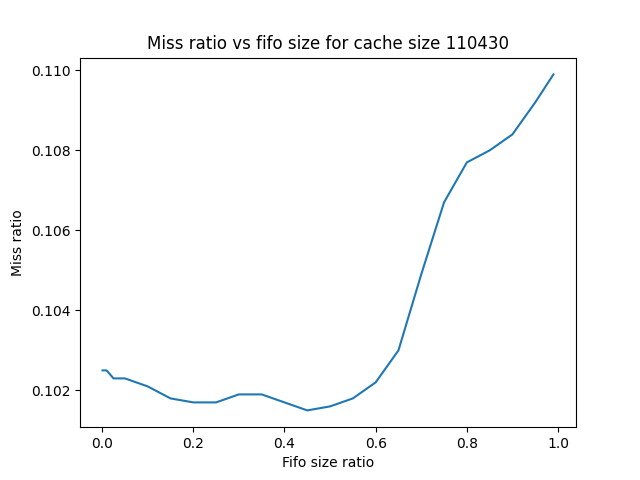 Miss ratio vs fifo size for cache size 110430
0.110
0.108
0.106
0.104
0.102
Miss ratio
0.0 0.2 0.4 0.6 0.8 1.0
Fifo size ratio